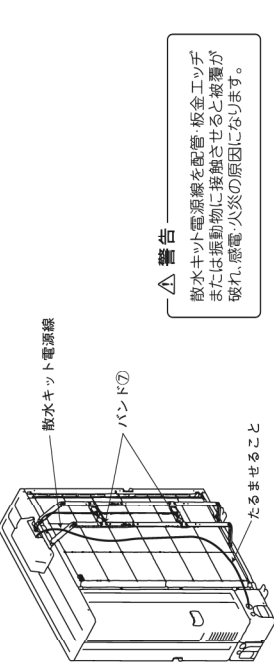 散水キット電源線
バンド⑦
たるませること
⚠ 警告
散水キット電源線を配管・板金エッヂ
または振動物に接触させると被覆が
破れ、感電・火災の原因になります。